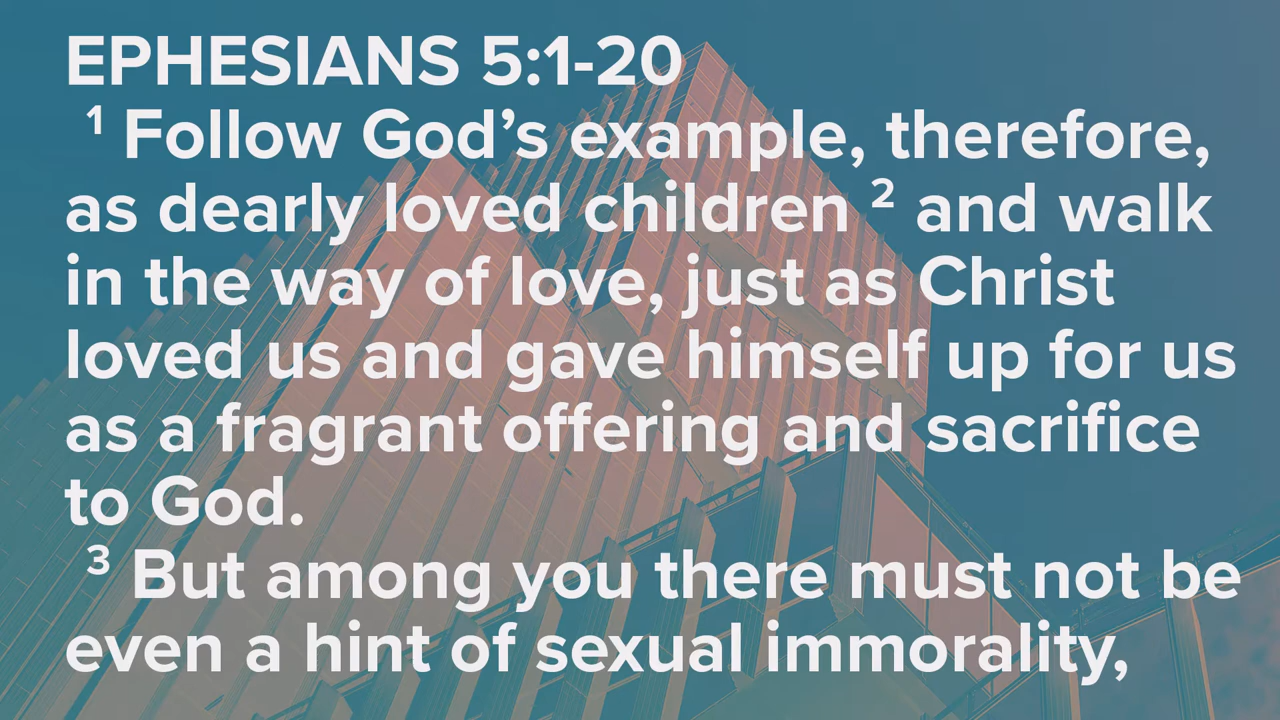 EPHESIANS 5:1-20
¹ Follow God’s example, therefore,
as dearly loved children ² and walk
in the way of love, just as Christ
loved us and gave himself up for us
as a fragrant offering and sacrifice
to God.
³ But among you there must not be
even a hint of sexual immorality,